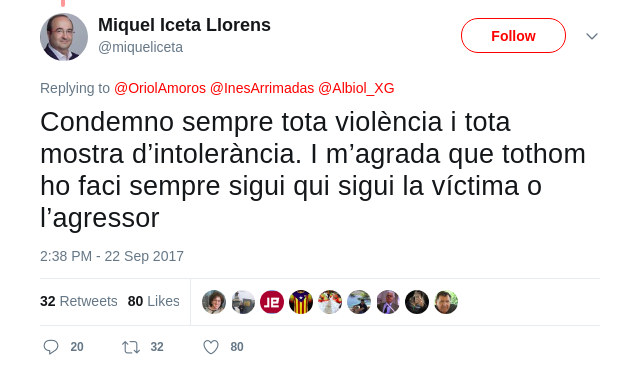 Miquel Iceta Llorens
@miqueliceta
Follow
Replying to @OriolAmoros @InesArrimadas @Albiol_XG
Condemno sempre tota violència i tota
mostra d’intolerància. I m’agrada que tothom
ho faci sempre sigui qui sigui la víctima o
l’agressor
2:38 PM - 22 Sep 2017
32 Retweets 80 Likes
20 32 80